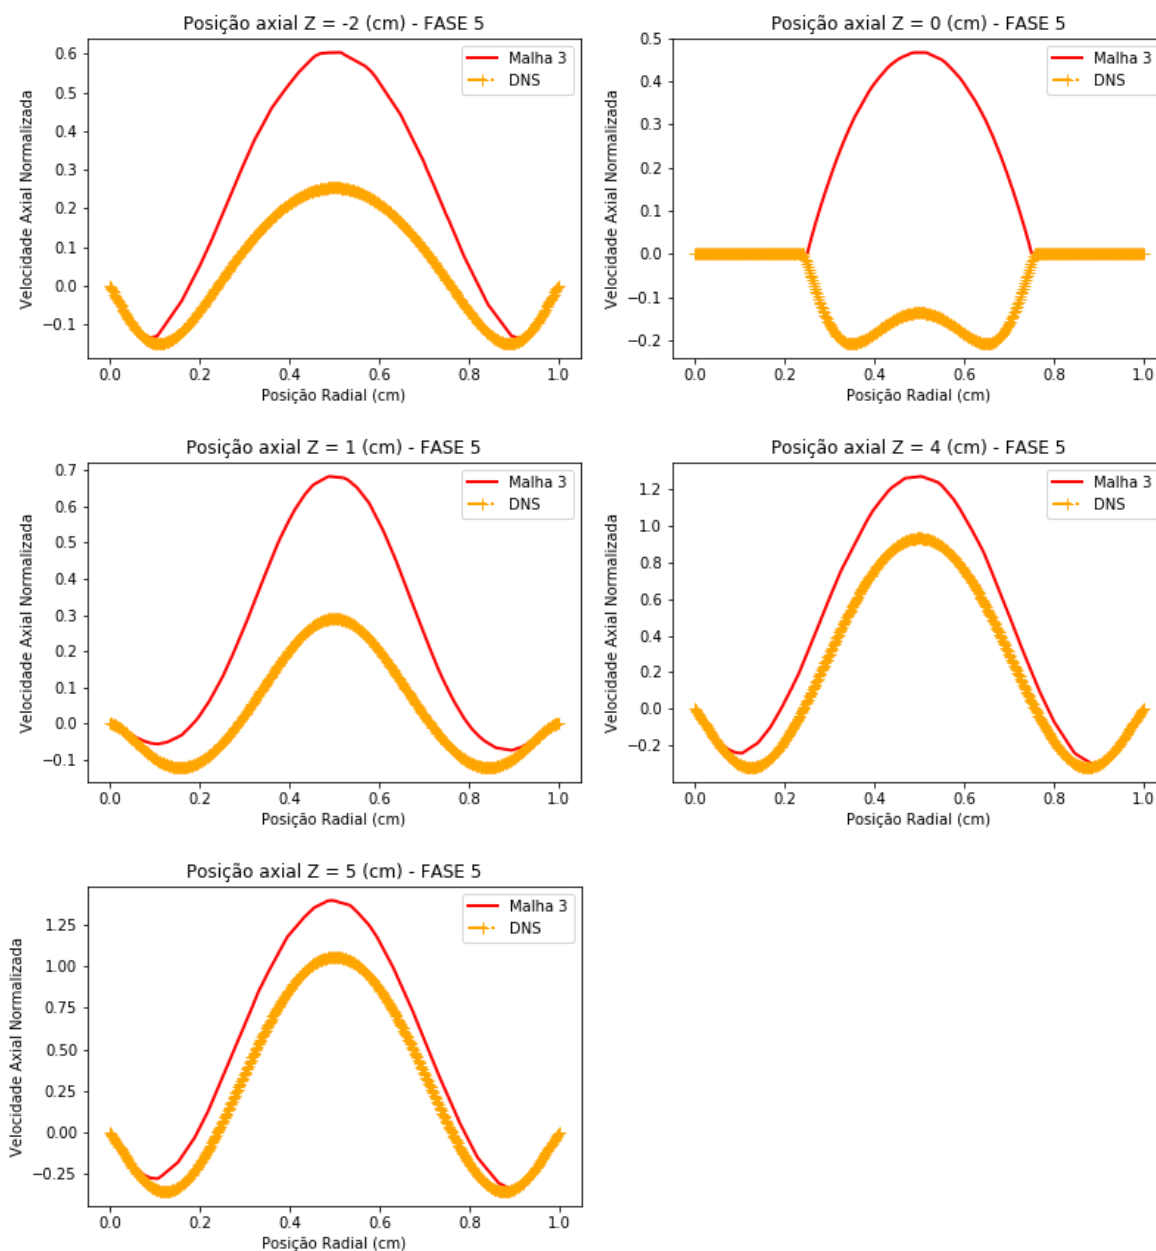 Posição axial Z = -2 (cm) - FASE 5
Velocidade Axial Normalizada
0.6
0.5
0.4
0.3
0.2
0.1
0.0
−0.1
Malha 3
DNS
0.0 0.2 0.4 0.6 0.8 1.0
Posição Radial (cm)
Posição axial Z = 0 (cm) - FASE 5
Velocidade Axial Normalizada
0.5
0.4
0.3
0.2
0.1
0.0
−0.1
−0.2
Malha 3
DNS
0.0 0.2 0.4 0.6 0.8 1.0
Posição Radial (cm)
Posição axial Z = 1 (cm) - FASE 5
Velocidade Axial Normalizada
0.7
0.6
0.5
0.4
0.3
0.2
0.1
0.0
−0.1
Malha 3
DNS
0.0 0.2 0.4 0.6 0.8 1.0
Posição Radial (cm)
Posição axial Z = 4 (cm) - FASE 5
Velocidade Axial Normalizada
1.2
1.0
0.8
0.6
0.4
0.2
0.0
−0.2
Malha 3
DNS
0.0 0.2 0.4 0.6 0.8 1.0
Posição Radial (cm)
Posição axial Z = 5 (cm) - FASE 5
Velocidade Axial Normalizada
1.25
1.00
0.75
0.50
0.25
0.00
−0.25
Malha 3
DNS
0.0 0.2 0.4 0.6 0.8 1.0
Posição Radial (cm)